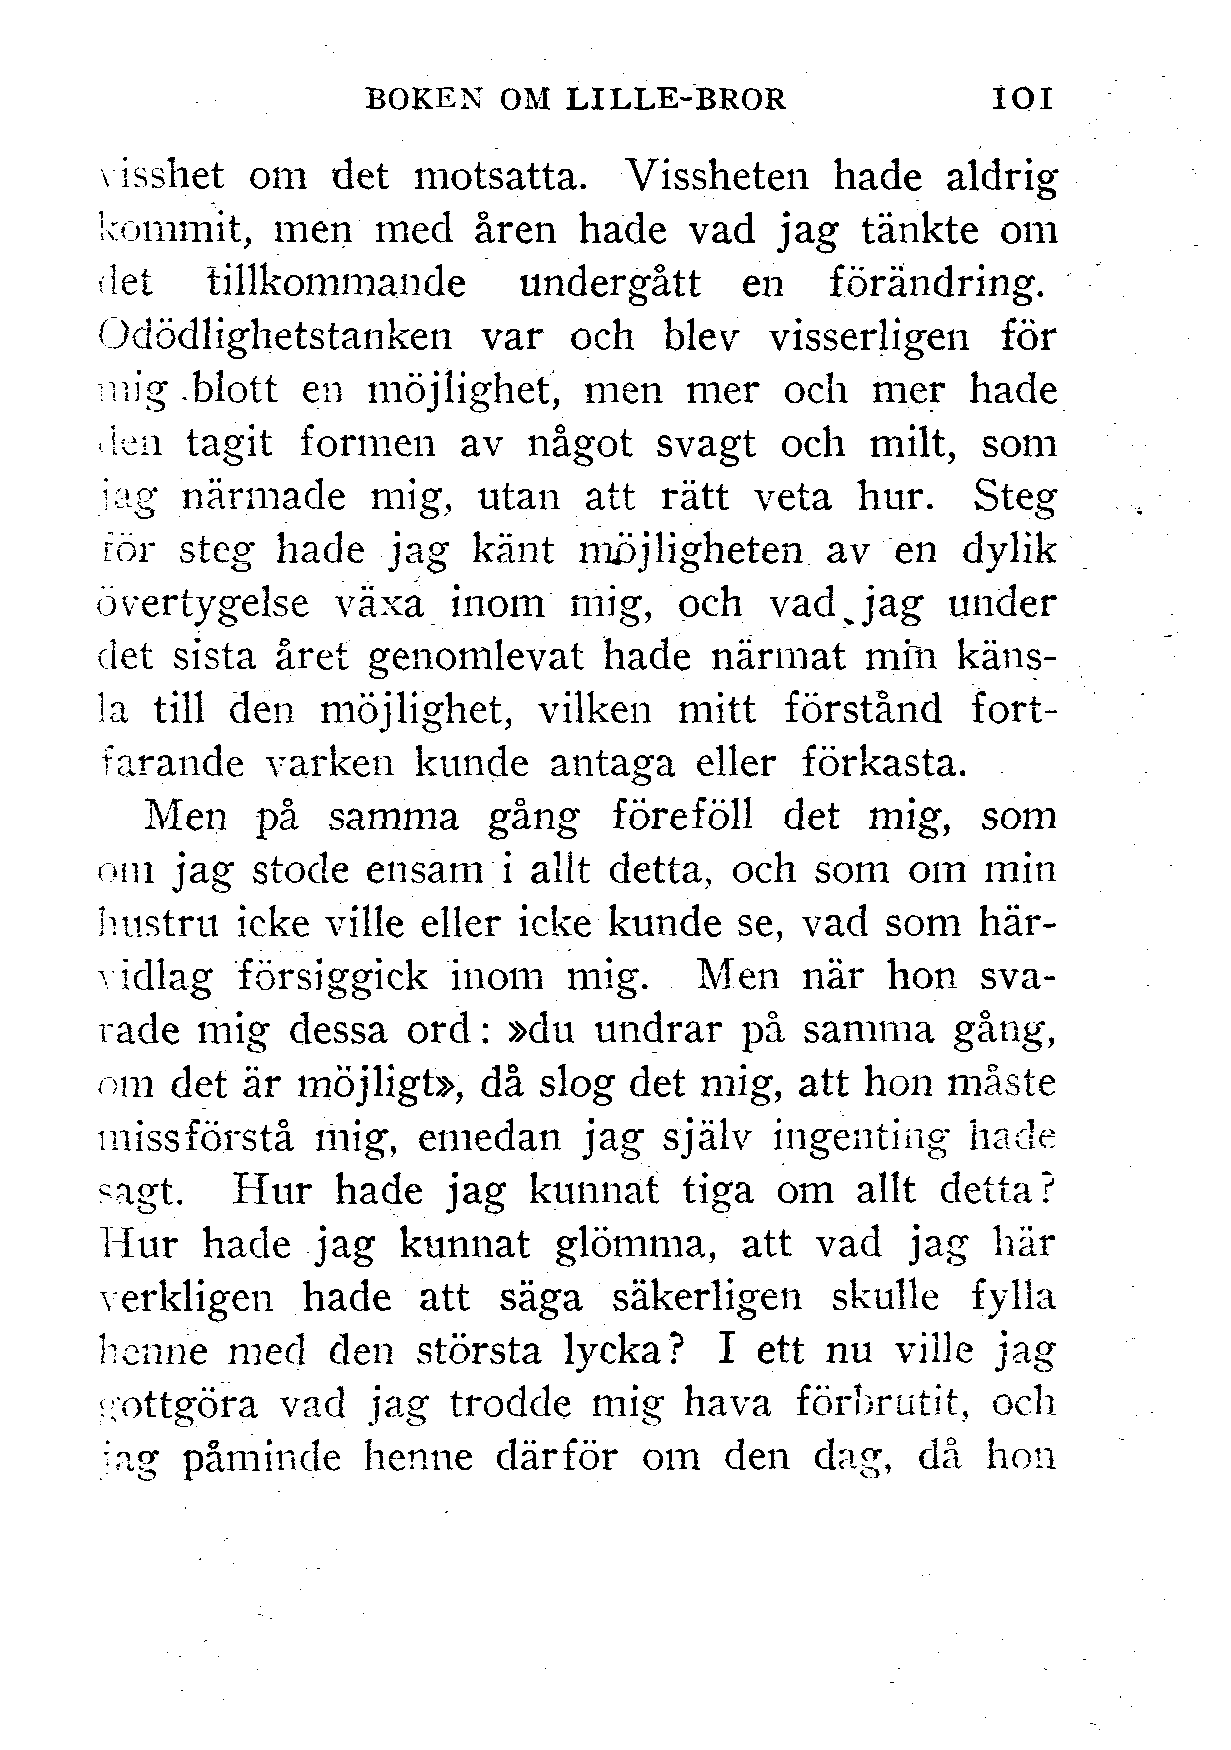 BOKEN OM LILLE-BROR 101
visshet om det motsatta. Vissheten hade aldrig
kommit, men med åren hade vad jag tänkte om
det tillkommande undergått en förändring.
Odödlighetstanken var och blev visserligen för
mig blott en möjlighet, men mer och mer hade
den tagit formen av något svagt och milt, som
jag närmade mig, utan att rätt veta hur. Steg
för steg hade jag känt möjligheten av en dylik
övertygelse växa inom mig, och vad jag under
det sista året genomlevat hade närmat min käns-
la till den möjlighet, vilken mitt förstånd fort-
farande varken kunde antaga eller förkasta.
Men på samma gång föreföll det mig, som
om jag stode ensam i allt detta, och som om min
hustru icke ville eller icke kunde se, vad som här-
vidlag försiggick inom mig. Men när hon sva-
rade mig dessa ord: »du undrar på samma gång,
om det är möjligt», då slog det mig, att hon måste
missförstå mig, emedan jag själv ingenting hade
sagt. Hur hade jag kunnat tiga om allt detta?
Hur hade jag kunnat glömma, att vad jag här
verkligen hade att säga säkerligen skulle fylla
henne med den största lycka? I ett nu ville jag
gottgöra vad jag trodde mig hava förbrutit, och
jag påminde henne därför om den dag, då hon